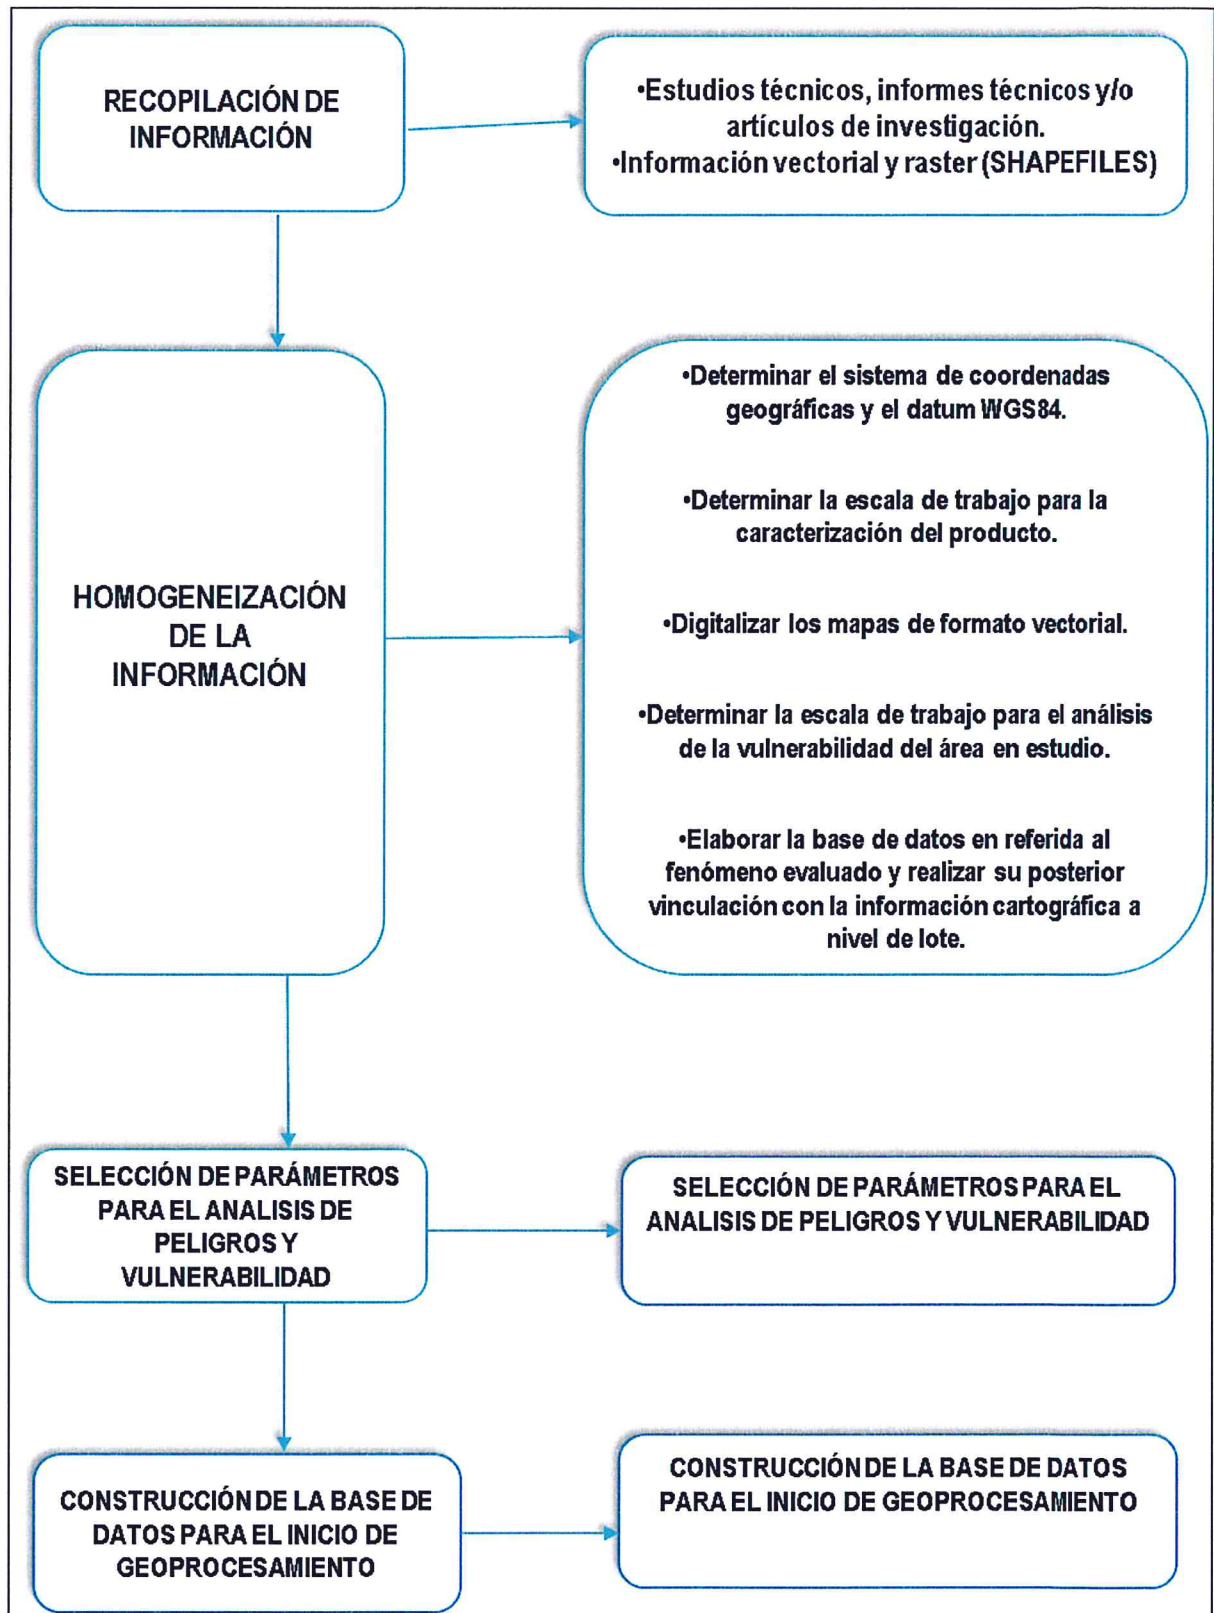 RECOPILACIÓN DE
INFORMACIÓN
•Estudios técnicos, informes técnicos y/o
artículos de investigación.
•Información vectorial y raster (SHAPEFILES)
HOMOGENEIZACIÓN
DE LA
INFORMACIÓN
•Determinar el sistema de coordenadas
geográficas y el datum WGS84.
•Determinar la escala de trabajo para la
caracterización del producto.
•Digitalizar los mapas de formato vectorial.
•Determinar la escala de trabajo para el análisis
de la vulnerabilidad del área en estudio.
•Elaborar la base de datos en referida al
fenómeno evaluado y realizar su posterior
vinculación con la información cartográfica a
nivel de lote.
SELECCIÓN DE PARÁMETROS
PARA EL ANALISIS DE
PELIGROS Y
VULNERABILIDAD
SELECCIÓN DE PARÁMETROS PARA EL
ANALISIS DE PELIGROS Y VULNERABILIDAD
CONSTRUCCIÓN DE LA BASE DE
DATOS PARA EL INICIO DE
GEOPROCESAMIENTO
CONSTRUCCIÓN DE LA BASE DE DATOS
PARA EL INICIO DE GEOPROCESAMIENTO